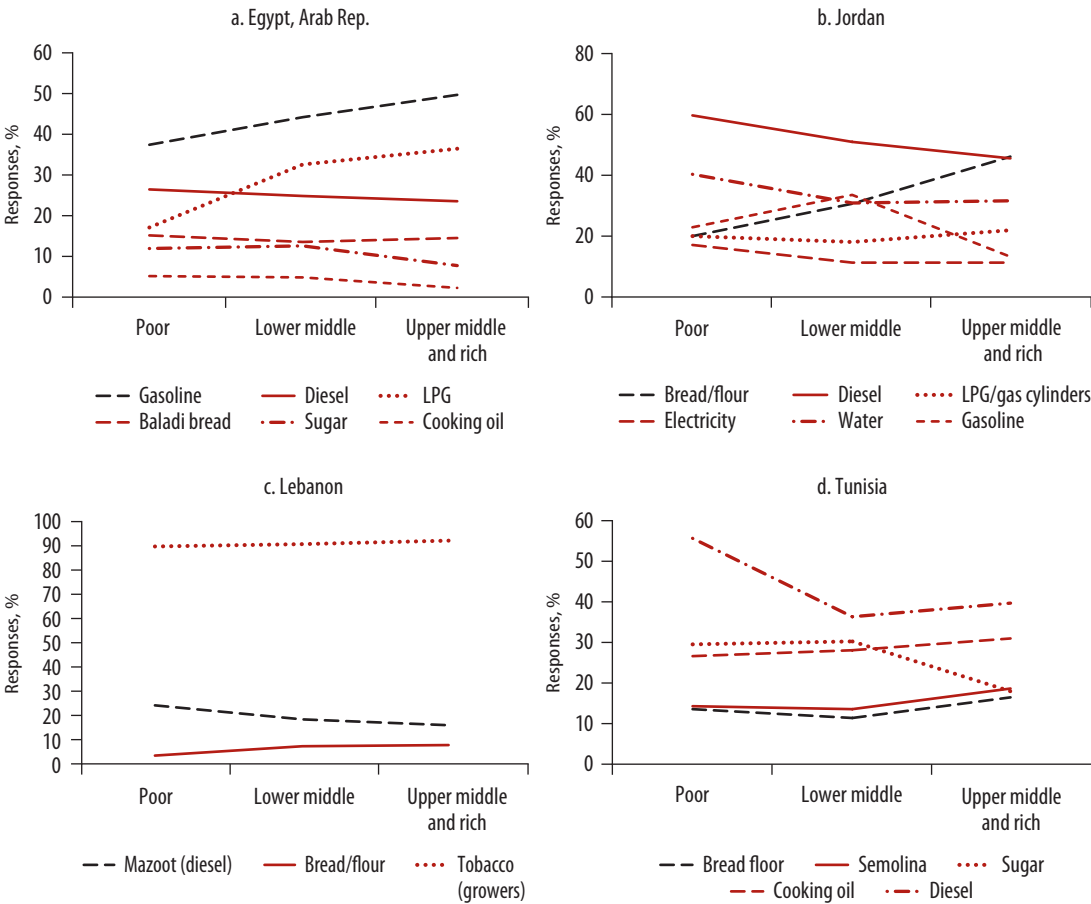 a. Egypt, Arab Rep.
60
50
40
30
20
10
0
Responses, %
Poor
Lower middle
Upper middle
and rich
Gasoline
Diesel
LPG
Baladi bread
Sugar
Cooking oil
b. Jordan
80
60
40
20
0
Responses, %
Poor
Lower middle
Upper middle
and rich
Bread/flour
Diesel
LPG/gas cylinders
Electricity
Water
Gasoline
c. Lebanon
100
90
80
70
60
50
40
30
20
10
0
Responses, %
Poor
Lower middle
Upper middle
and rich
Mazoot (diesel)
Bread/flour
Tobacco
(growers)
d. Tunisia
60
50
40
30
20
10
0
Responses, %
Poor
Lower middle
Upper middle
and rich
Bread floor
Semolina
Sugar
Cooking oil
Diesel